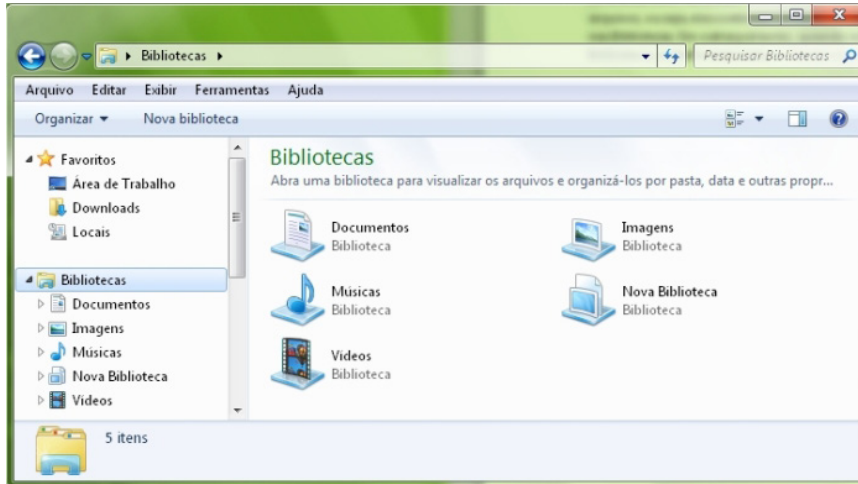 Bibliotecas
Pesquisar Bibliotecas
Arquivo Editar Exibir Ferramentas Ajuda
Organizar Nova biblioteca
Favoritos
Área de Trabalho
Downloads
Locais
Bibliotecas
Documentos
Imagens
Músicas
Nova Biblioteca
Vídeos
Bibliotecas
Abra uma biblioteca para visualizar os arquivos e organizá-los por pasta, data e outras propr...
Documentos
Biblioteca
Imagens
Biblioteca
Músicas
Biblioteca
Nova Biblioteca
Biblioteca
Vídeos
Biblioteca
5 itens